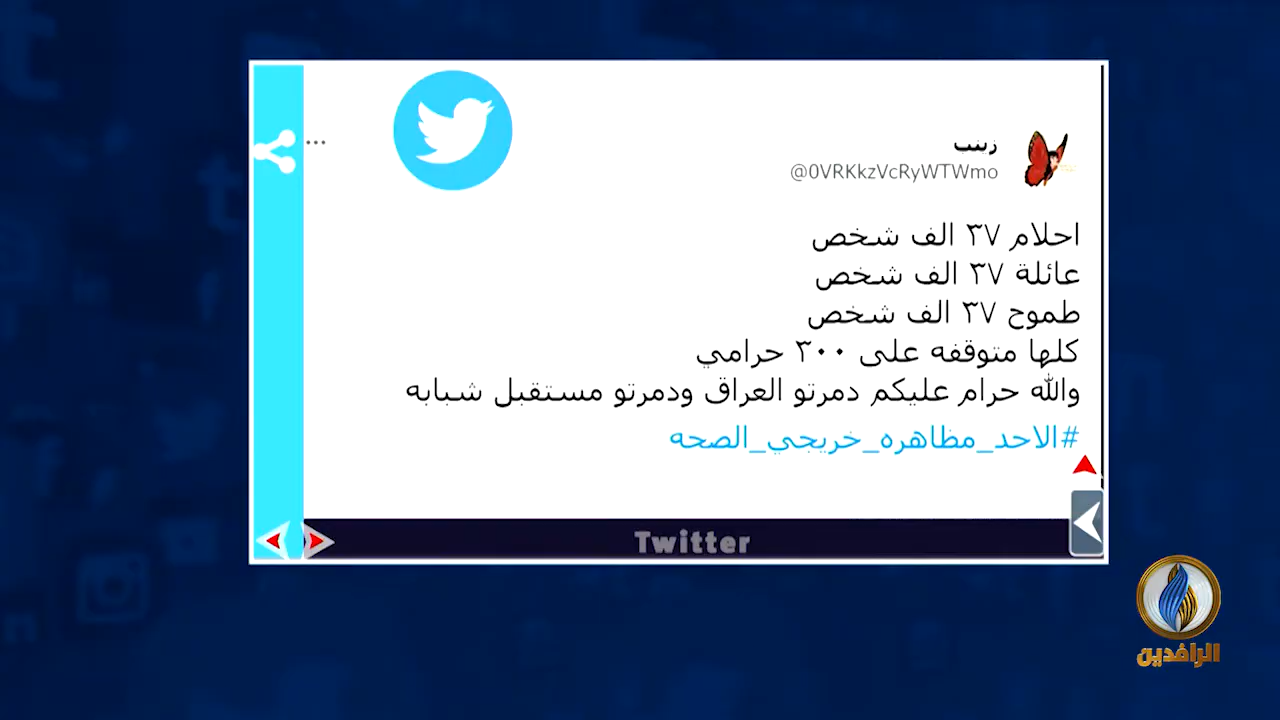 زينب
@0VRKkzVcRyWTWmo
احلام ٣٧ الف شخص
عائلة ٣٧ الف شخص
طموح ٣٧ الف شخص
كلها متوقفه على ٣٠٠ حرامي
والله حرام عليكم دمرتو العراق ودمرتو مستقبل شبابه
#الاحد_مظاهره_خريجي_الصحه
Twitter
الرافدين